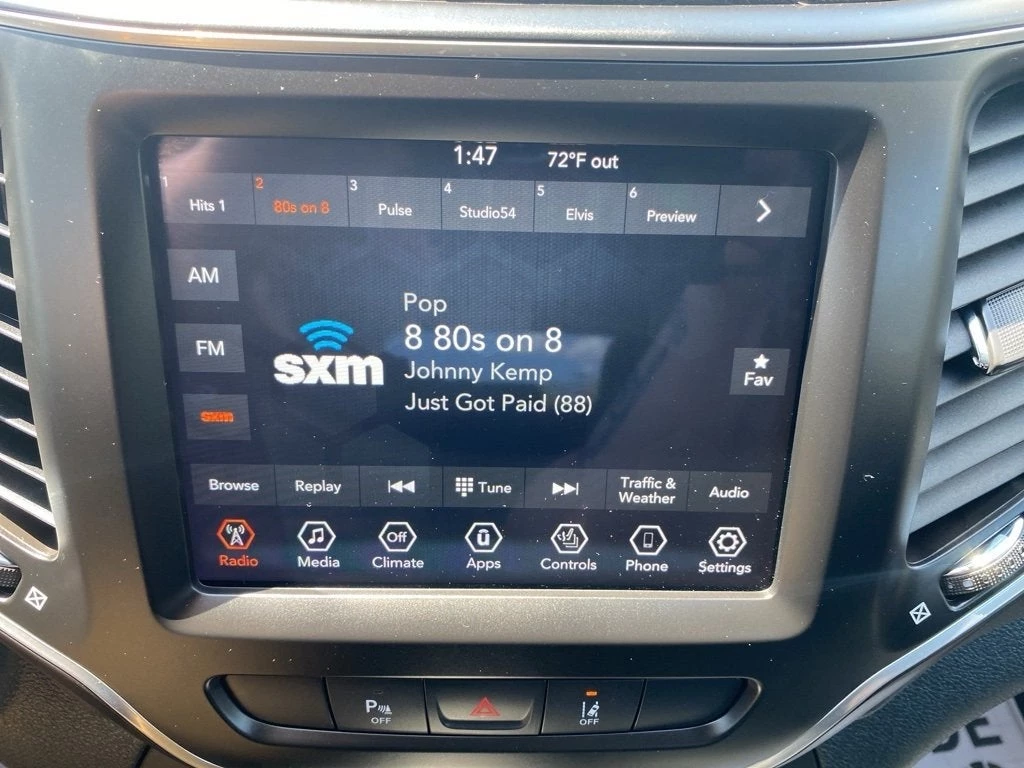 1:47 72°F out
1 Hits 1
2 80s on 8
3 Pulse
4 Studio54
5 Elvis
6 Preview
AM
FM
sxm
sxm
Pop
8 80s on 8
Johnny Kemp
Just Got Paid (88)
Fav
Browse
Replay
Tune
Traffic &
Weather
Audio
Radio
Media
Off
Climate
ū
Apps
Controls
Phone
Settings
P
OFF
OFF